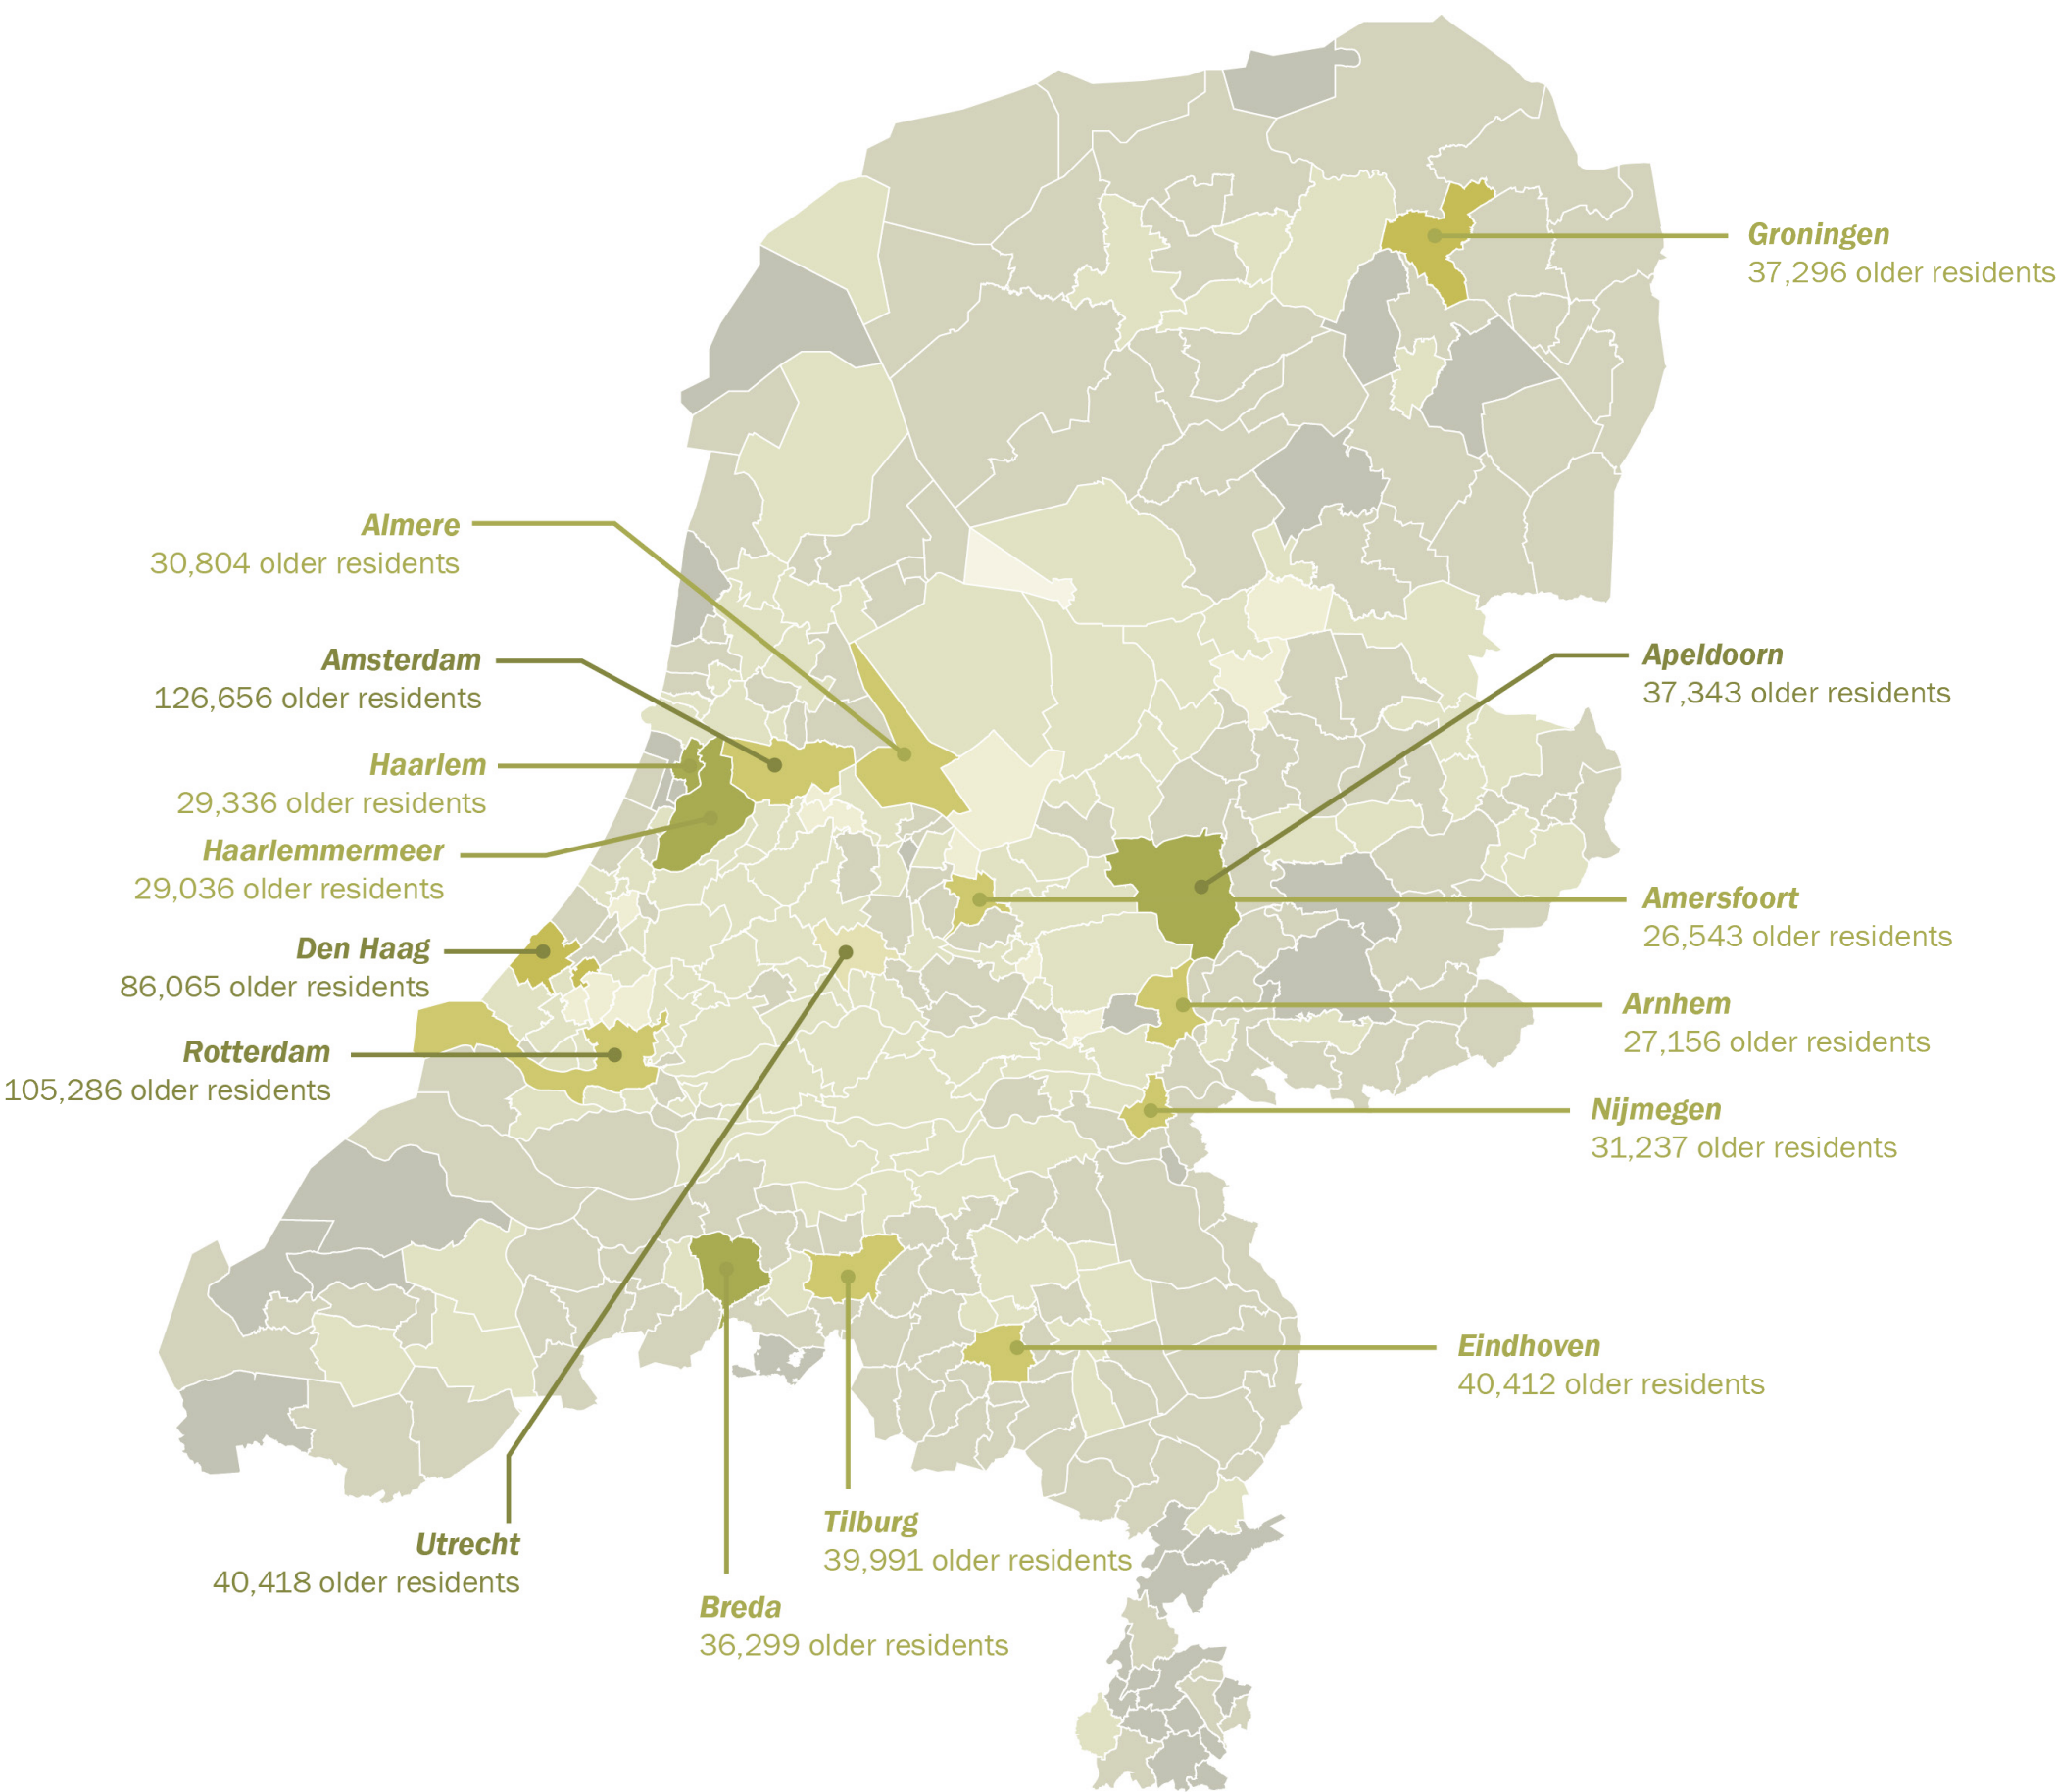 Groningen
37,296 older residents
Almere
30,804 older residents
Amsterdam
126,656 older residents
Apeldoorn
37,343 older residents
Haarlem
29,336 older residents
Haarlemmermeer
29,036 older residents
Amersfoort
26,543 older residents
Den Haag
86,065 older residents
Arnhem
27,156 older residents
Rotterdam
105,286 older residents
Nijmegen
31,237 older residents
Eindhoven
40,412 older residents
Tilburg
39,991 older residents
Utrecht
40,418 older residents
Breda
36,299 older residents